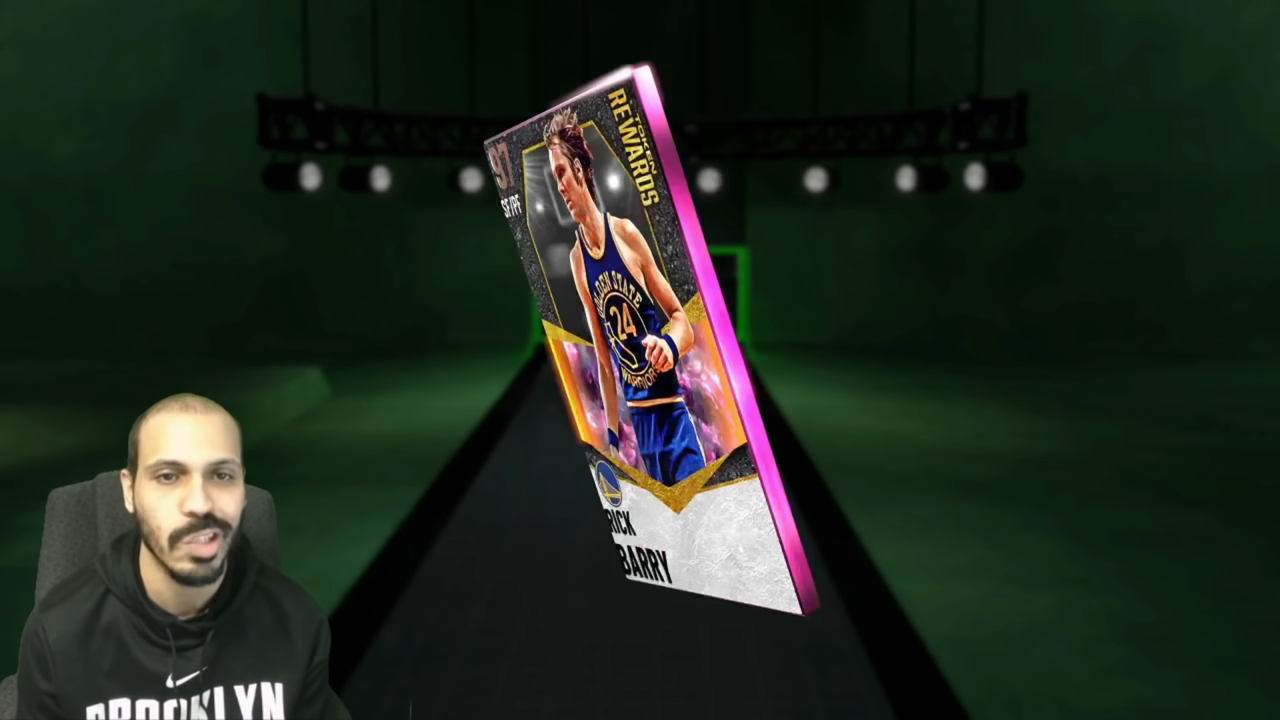 97
SF/PF
TOKEN
REWARDS
GOLDEN STATE
24
WARRIORS
RICK
BARRY
BROOKLYN